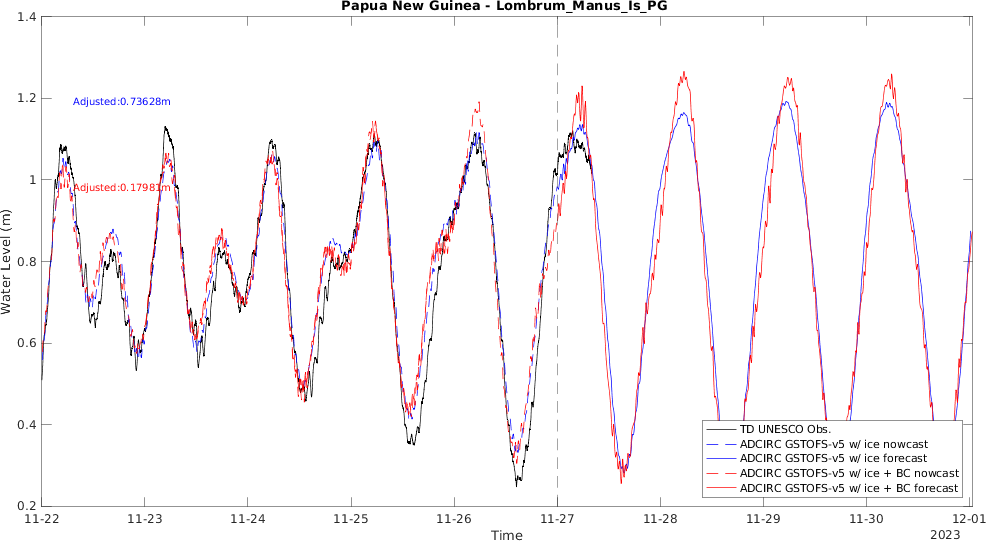 Papua New Guinea - Lombrum_Manus_Is_PG
1.4
1.2
1
0.8
0.6
0.4
0.2
Water Level (m)
Adjusted:0.73628m
Adjusted:0.17981m
TD UNESCO Obs.
ADCIRC GSTOFS-v5 w/ ice nowcast
ADCIRC GSTOFS-v5 w/ ice forecast
ADCIRC GSTOFS-v5 w/ ice + BC nowcast
ADCIRC GSTOFS-v5 w/ ice + BC forecast
11-22 11-23 11-24 11-25 11-26 11-27 11-28 11-29 11-30 12-01
2023
Time